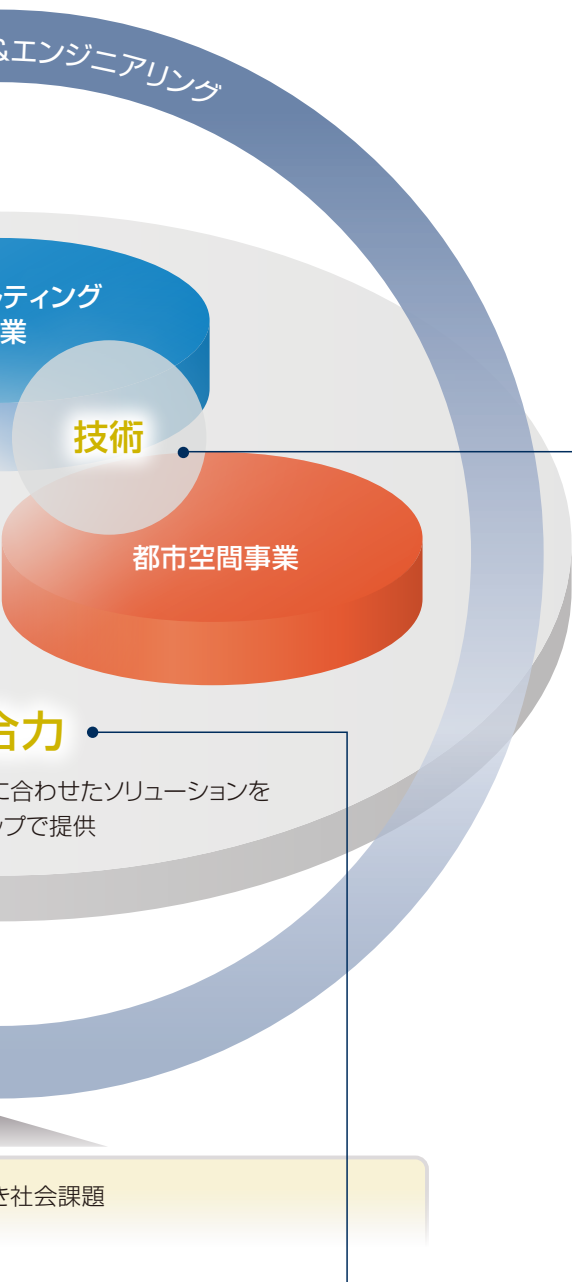 &エンジニアリング
ルティング
業
技術
都市空間事業
合力
に合わせたソリューションを
ップで提供
き社会課題